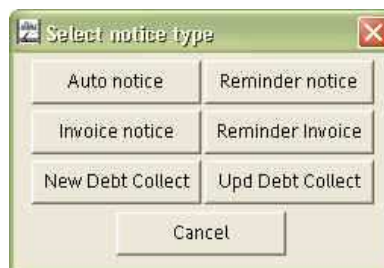 Select notice type
Auto notice Reminder notice
Invoice notice Reminder Invoice
New Debt Collect Upd Debt Collect
Cancel